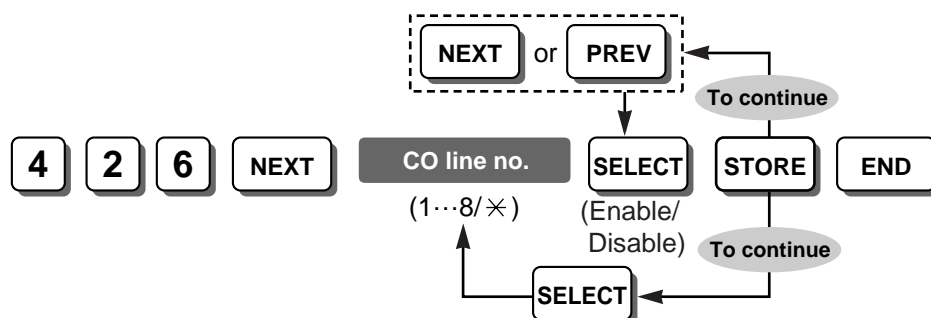 NEXT or PREV
To continue
4 2 6 NEXT CO line no. SELECT STORE END
(1···8/✳) (Enable/
Disable)
To continue
SELECT